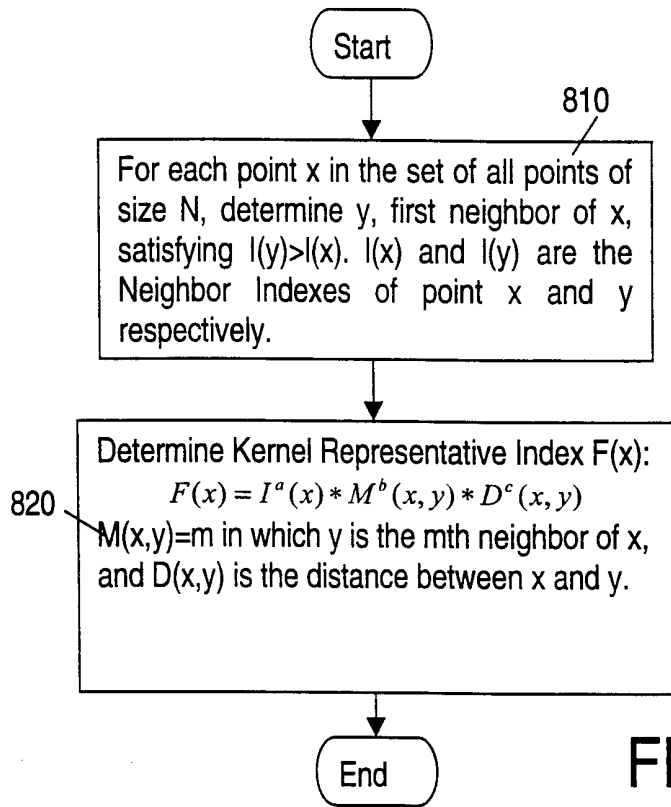 Start
810
For each point x in the set of all points of
size N, determine y, first neighbor of x,
satisfying I(y)>I(x). I(x) and I(y) are the
Neighbor Indexes of point x and y
respectively.
Determine Kernel Representative Index F(x):
F(x) = I^a(x) * M^b(x, y) * D^c(x, y)
820
M(x,y)=m in which y is the mth neighbor of x,
and D(x,y) is the distance between x and y.
End